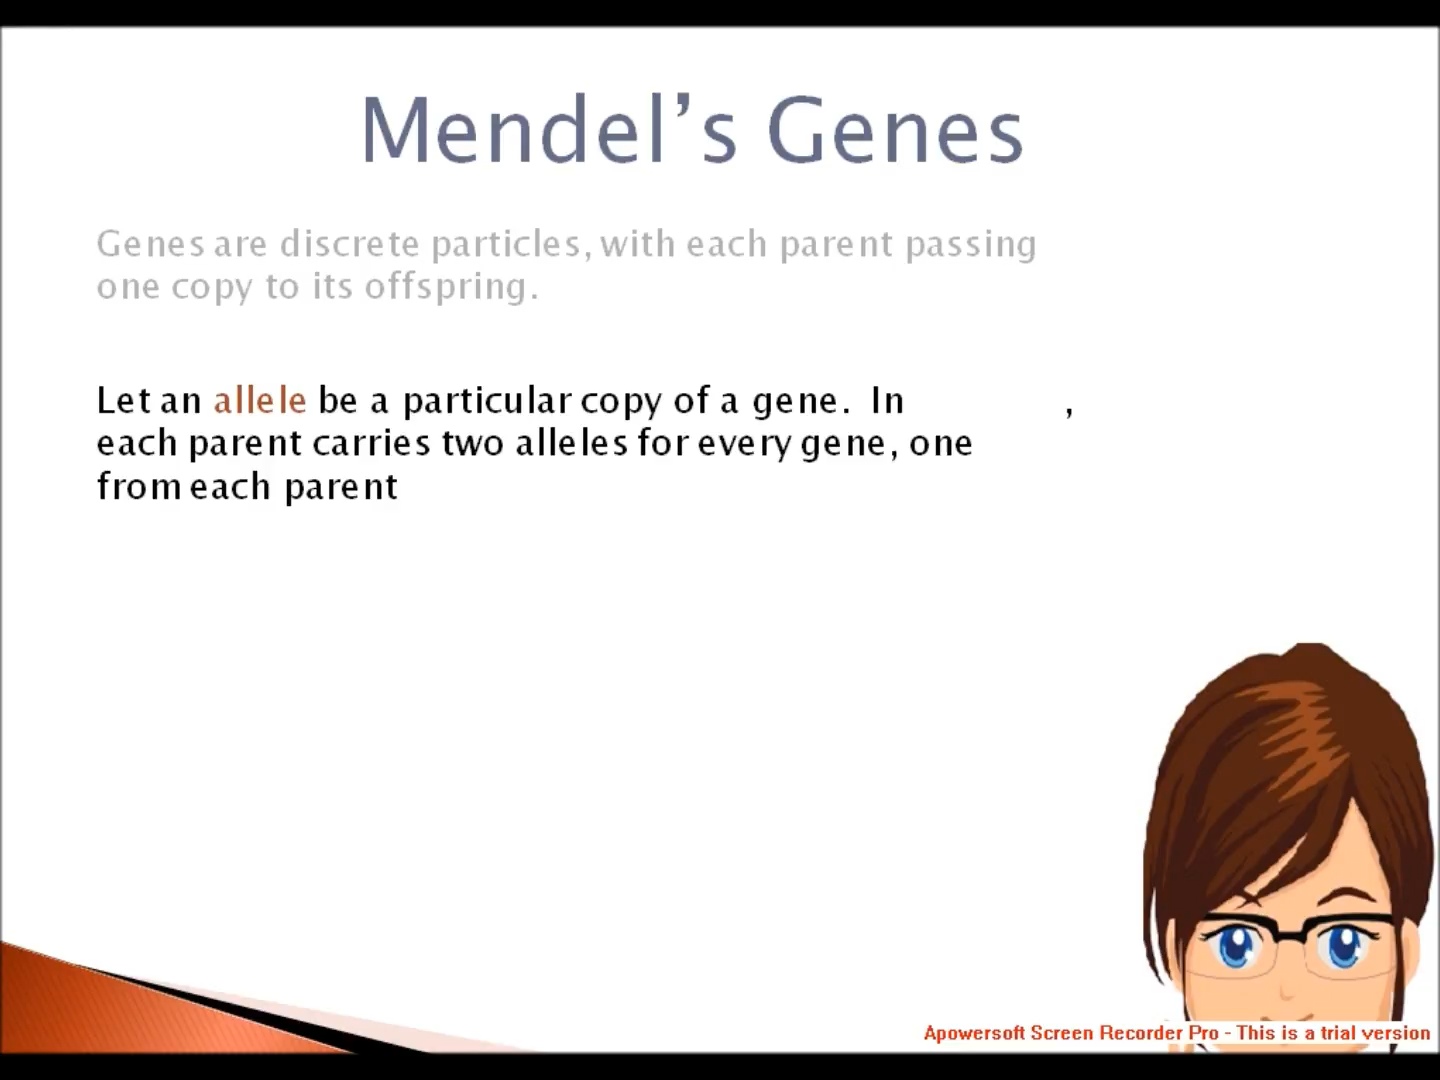 Mendel’s Genes
Genes are discrete particles, with each parent passing
one copy to its offspring.
Let an allele be a particular copy of a gene. In ,
each parent carries two alleles for every gene, one
from each parent
Apowersoft Screen Recorder Pro - This is a trial version